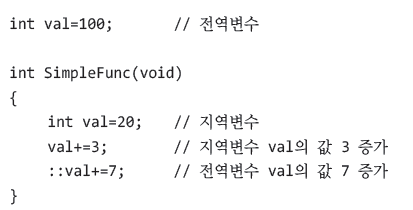 int val=100;        // 전역변수
int SimpleFunc(void)
{
    int val=20;    // 지역변수
    val+=3;        // 지역변수 val의 값 3 증가
    ::val+=7;      // 전역변수 val의 값 7 증가
}